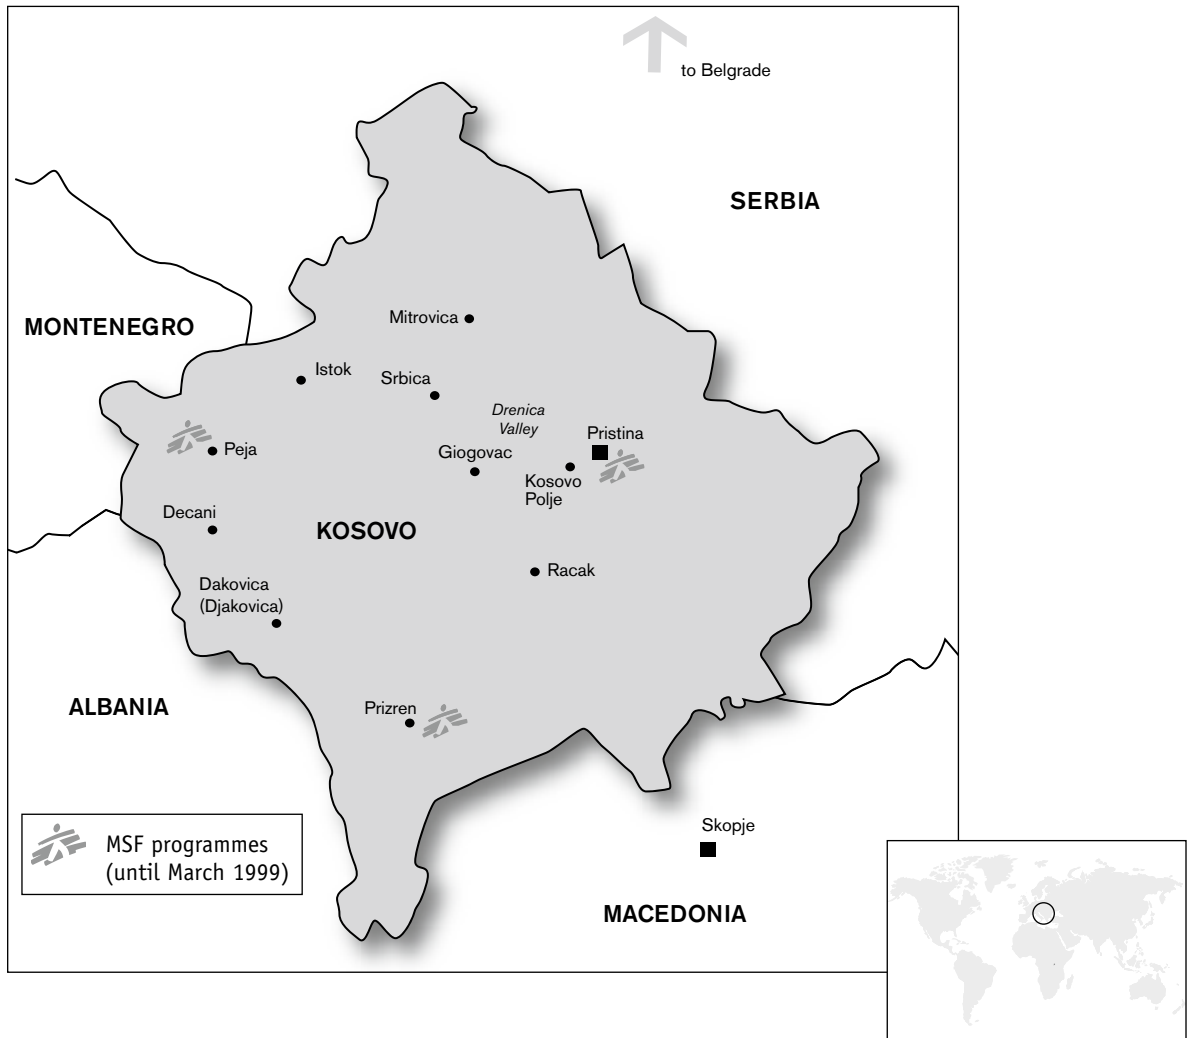 to Belgrade
SERBIA
MONTENEGRO
Mitrovica
Istok
Srbica
Drenica
Valley
Pristina
Peja
Giogovac
Kosovo
Polje
Decani
KOSOVO
Racak
Dakovica
(Djakovica)
ALBANIA
Prizren
Skopje
MSF programmes
(until March 1999)
MACEDONIA